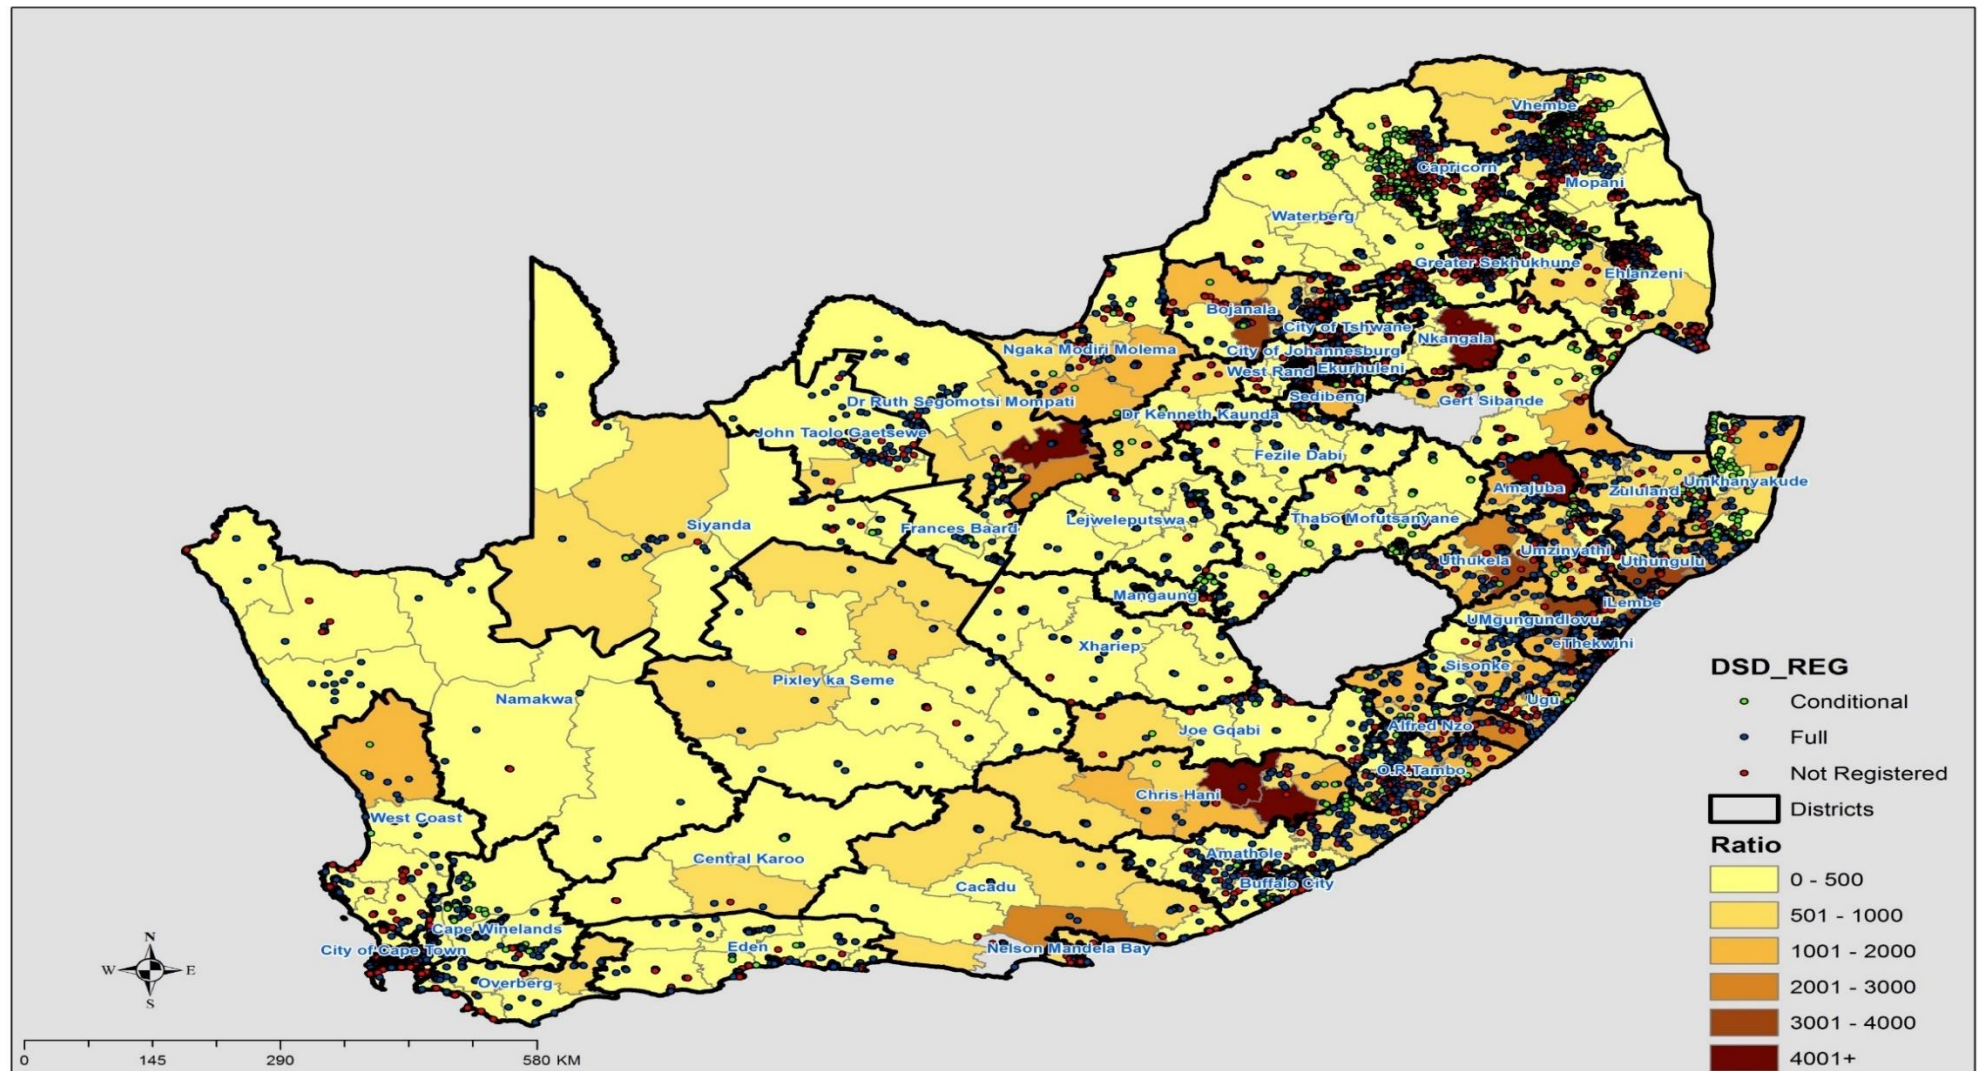 Vhembe
Capricorn
Mopani
Waterberg
Greater Sekhukhune
Ehlanzeni
Bojanala
City of Tshwane
Nkangala
Ngaka Modiri Molema
City of Johannesburg
West Rand
Ekurhuleni
Sedibeng
Gert Sibande
Dr Ruth Segomotsi Mompati
Dr Kenneth Kaunda
John Taolo Gaetsewe
Fezile Dabi
Amajuba
Zululand
Umkhanyakude
Siyanda
Frances Baard
Lejweleputswa
Thabo Mofutsanyane
Uthukela
Umzinyathi
Uthungulu
Mangaung
iLembe
UMgungundlovu
eThekwini
Xhariep
Sisonke
Pixley ka Seme
Namakwa
Ugu
Joe Gqabi
Alfred Nzo
O.R.Tambo
Chris Hani
West Coast
Central Karoo
Amathole
Cacadu
Buffalo City
Cape Winelands
City of Cape Town
Eden
Nelson Mandela Bay
Overberg
DSD_REG
Conditional
Full
Not Registered
Districts
Ratio
0 - 500
501 - 1000
1001 - 2000
2001 - 3000
3001 - 4000
4001+
N
W E
S
0 145 290 580 KM